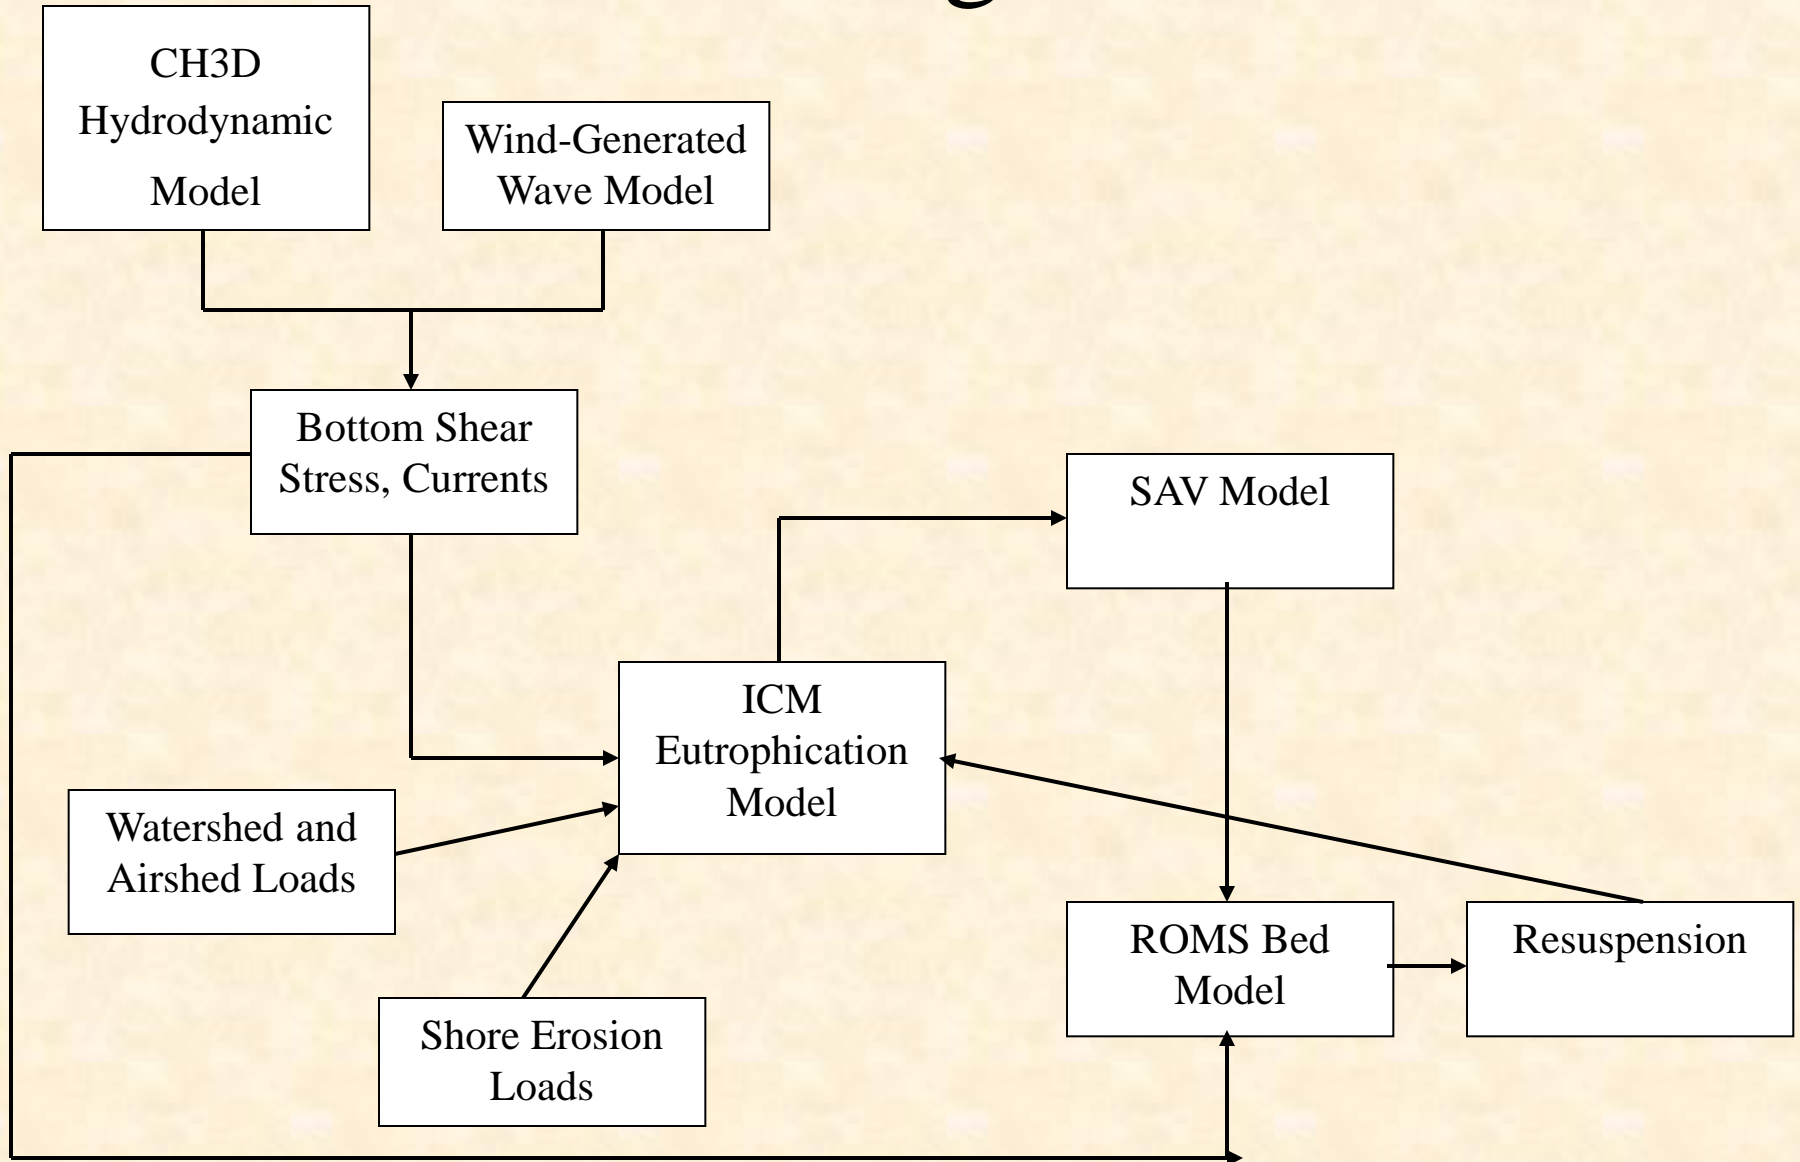 CH3D
Hydrodynamic
Model
Wind-Generated
Wave Model
Bottom Shear
Stress, Currents
SAV Model
ICM
Eutrophication
Model
Watershed and
Airshed Loads
ROMS Bed
Model
Resuspension
Shore Erosion
Loads